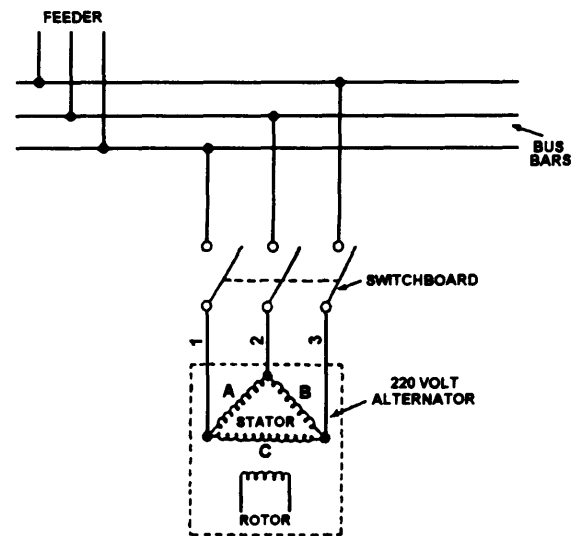 FEEDER
BUS
BARS
SWITCHBOARD
1
2
3
220 VOLT
ALTERNATOR
A
B
STATOR
C
ROTOR